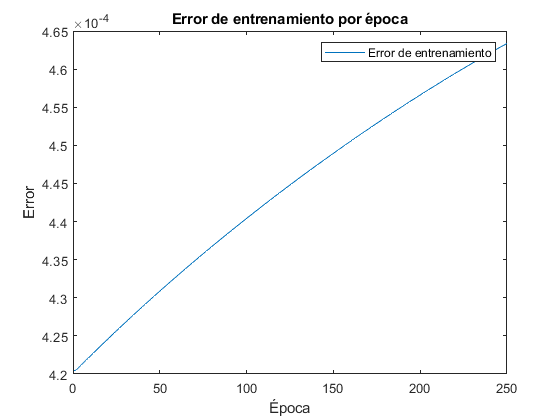 Error de entrenamiento por época
×10-4
Error de entrenamiento
4.65
4.6
4.55
4.5
4.45
4.4
4.35
4.3
4.25
4.2
Error
0 50 100 150 200 250
Época